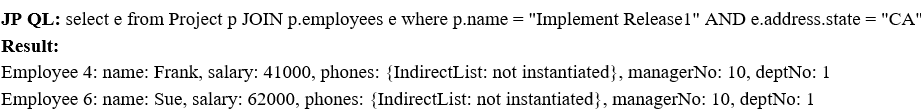 JP QL: select e from Project p JOIN p.employees e where p.name = "Implement Release1" AND e.address.state = "CA"
Result:
Employee 4: name: Frank, salary: 41000, phones: {IndirectList: not instantiated}, managerNo: 10, deptNo: 1
Employee 6: name: Sue, salary: 62000, phones: {IndirectList: not instantiated}, managerNo: 10, deptNo: 1